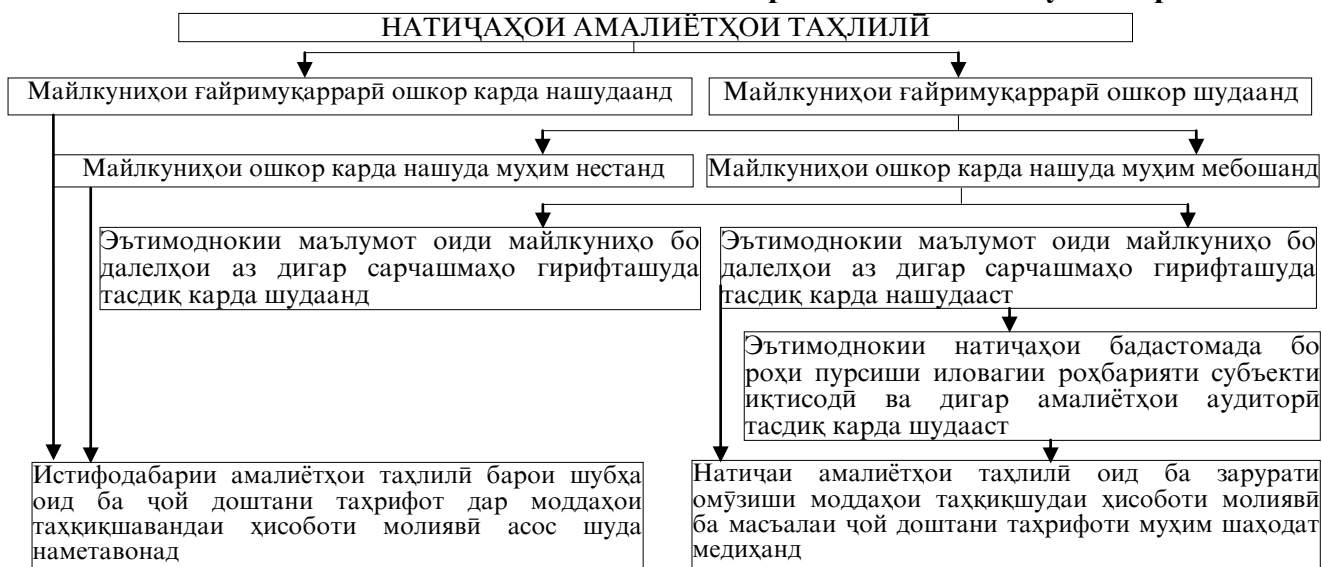 НАТИҶАҲОИ АМАЛИЁТҲОИ ТАҲЛИЛӢ
Майлкуниҳои ғайримуқаррарӣ ошкор карда нашудаанд
Майлкуниҳои ғайримуқаррарӣ ошкор шудаанд
Майлкуниҳои ошкор карда нашуда муҳим нестанд
Майлкуниҳои ошкор карда нашуда муҳим мебошанд
Эътимоднокии маълумот оиди майлкуниҳо бо
далелҳои аз дигар сарчашмаҳо гирифташуда
тасдиқ карда шудаанд
Эътимоднокии маълумот оиди майлкуниҳо бо
далелҳои аз дигар сарчашмаҳо гирифташуда
тасдиқ карда нашудааст
Эътимоднокии натиҷаҳои бадастомада бо
роҳи пурсиши иловагии роҳбарияти субъекти
иқтисодӣ ва дигар амалиётҳои аудиторӣ
тасдиқ карда шудааст
Истифодабарии амалиётҳои таҳлилӣ барои шубҳа
оид ба ҷой доштани таҳрифот дар моддаҳои
таҳқиқшавандаи ҳисоботи молиявӣ асос шуда
наметавонад
Натиҷаи амалиётҳои таҳлилӣ оид ба зарурати
омӯзиши моддаҳои таҳқиқшудаи ҳисоботи молиявӣ
ба масъалаи ҷой доштани таҳрифоти муҳим шаҳодат
медиҳанд